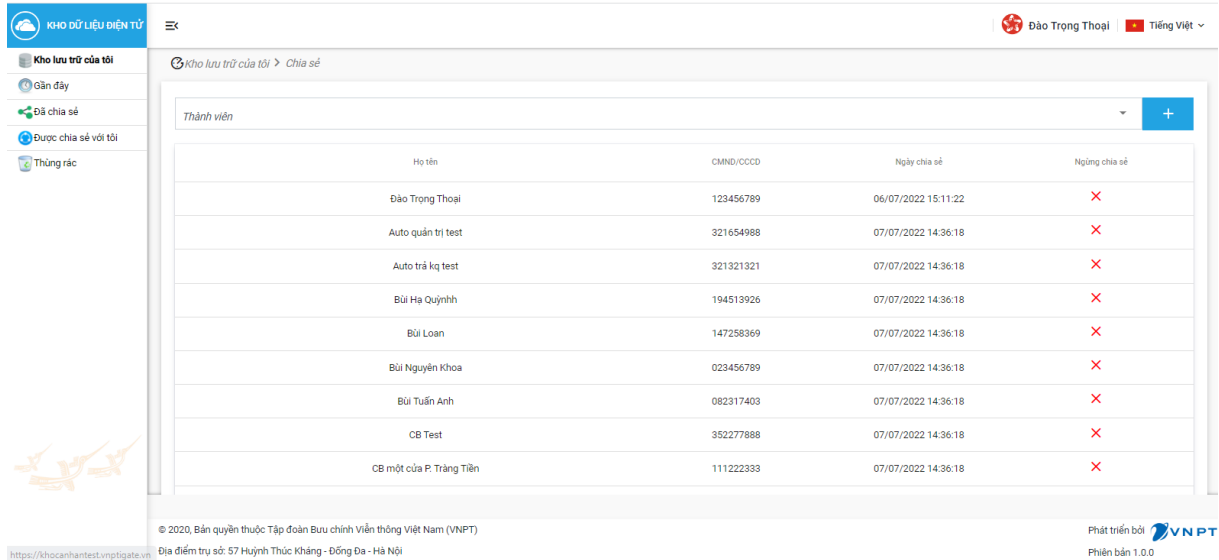 KHO DỮ LIỆU ĐIỆN TỬ
Đào Trọng Thoại
Tiếng Việt
Kho lưu trữ của tôi
Gần đây
Đã chia sẻ
Được chia sẻ với tôi
Thùng rác
Kho lưu trữ của tôi > Chia sẻ
Thành viên
+
Họ tên CMND/CCCD Ngày chia sẻ Ngừng chia sẻ
Đào Trọng Thoại 123456789 06/07/2022 15:11:22
Auto quản trị test 321654988 07/07/2022 14:36:18
Auto trả kq test 321321321 07/07/2022 14:36:18
Bùi Hạ Quỳnhh 194513926 07/07/2022 14:36:18
Bùi Loan 147258369 07/07/2022 14:36:18
Bùi Nguyên Khoa 023456789 07/07/2022 14:36:18
Bùi Tuấn Anh 082317403 07/07/2022 14:36:18
CB Test 352277888 07/07/2022 14:36:18
CB một cửa P. Tràng Tiền 111222333 07/07/2022 14:36:18
© 2020, Bản quyền thuộc Tập đoàn Bưu chính Viễn thông Việt Nam (VNPT)
Địa điểm trụ sở: 57 Huỳnh Thúc Kháng - Đống Đa - Hà Nội
Phát triển bởi VNPT
Phiên bản 1.0.0
https://khocanhantest.vnptigate.vn